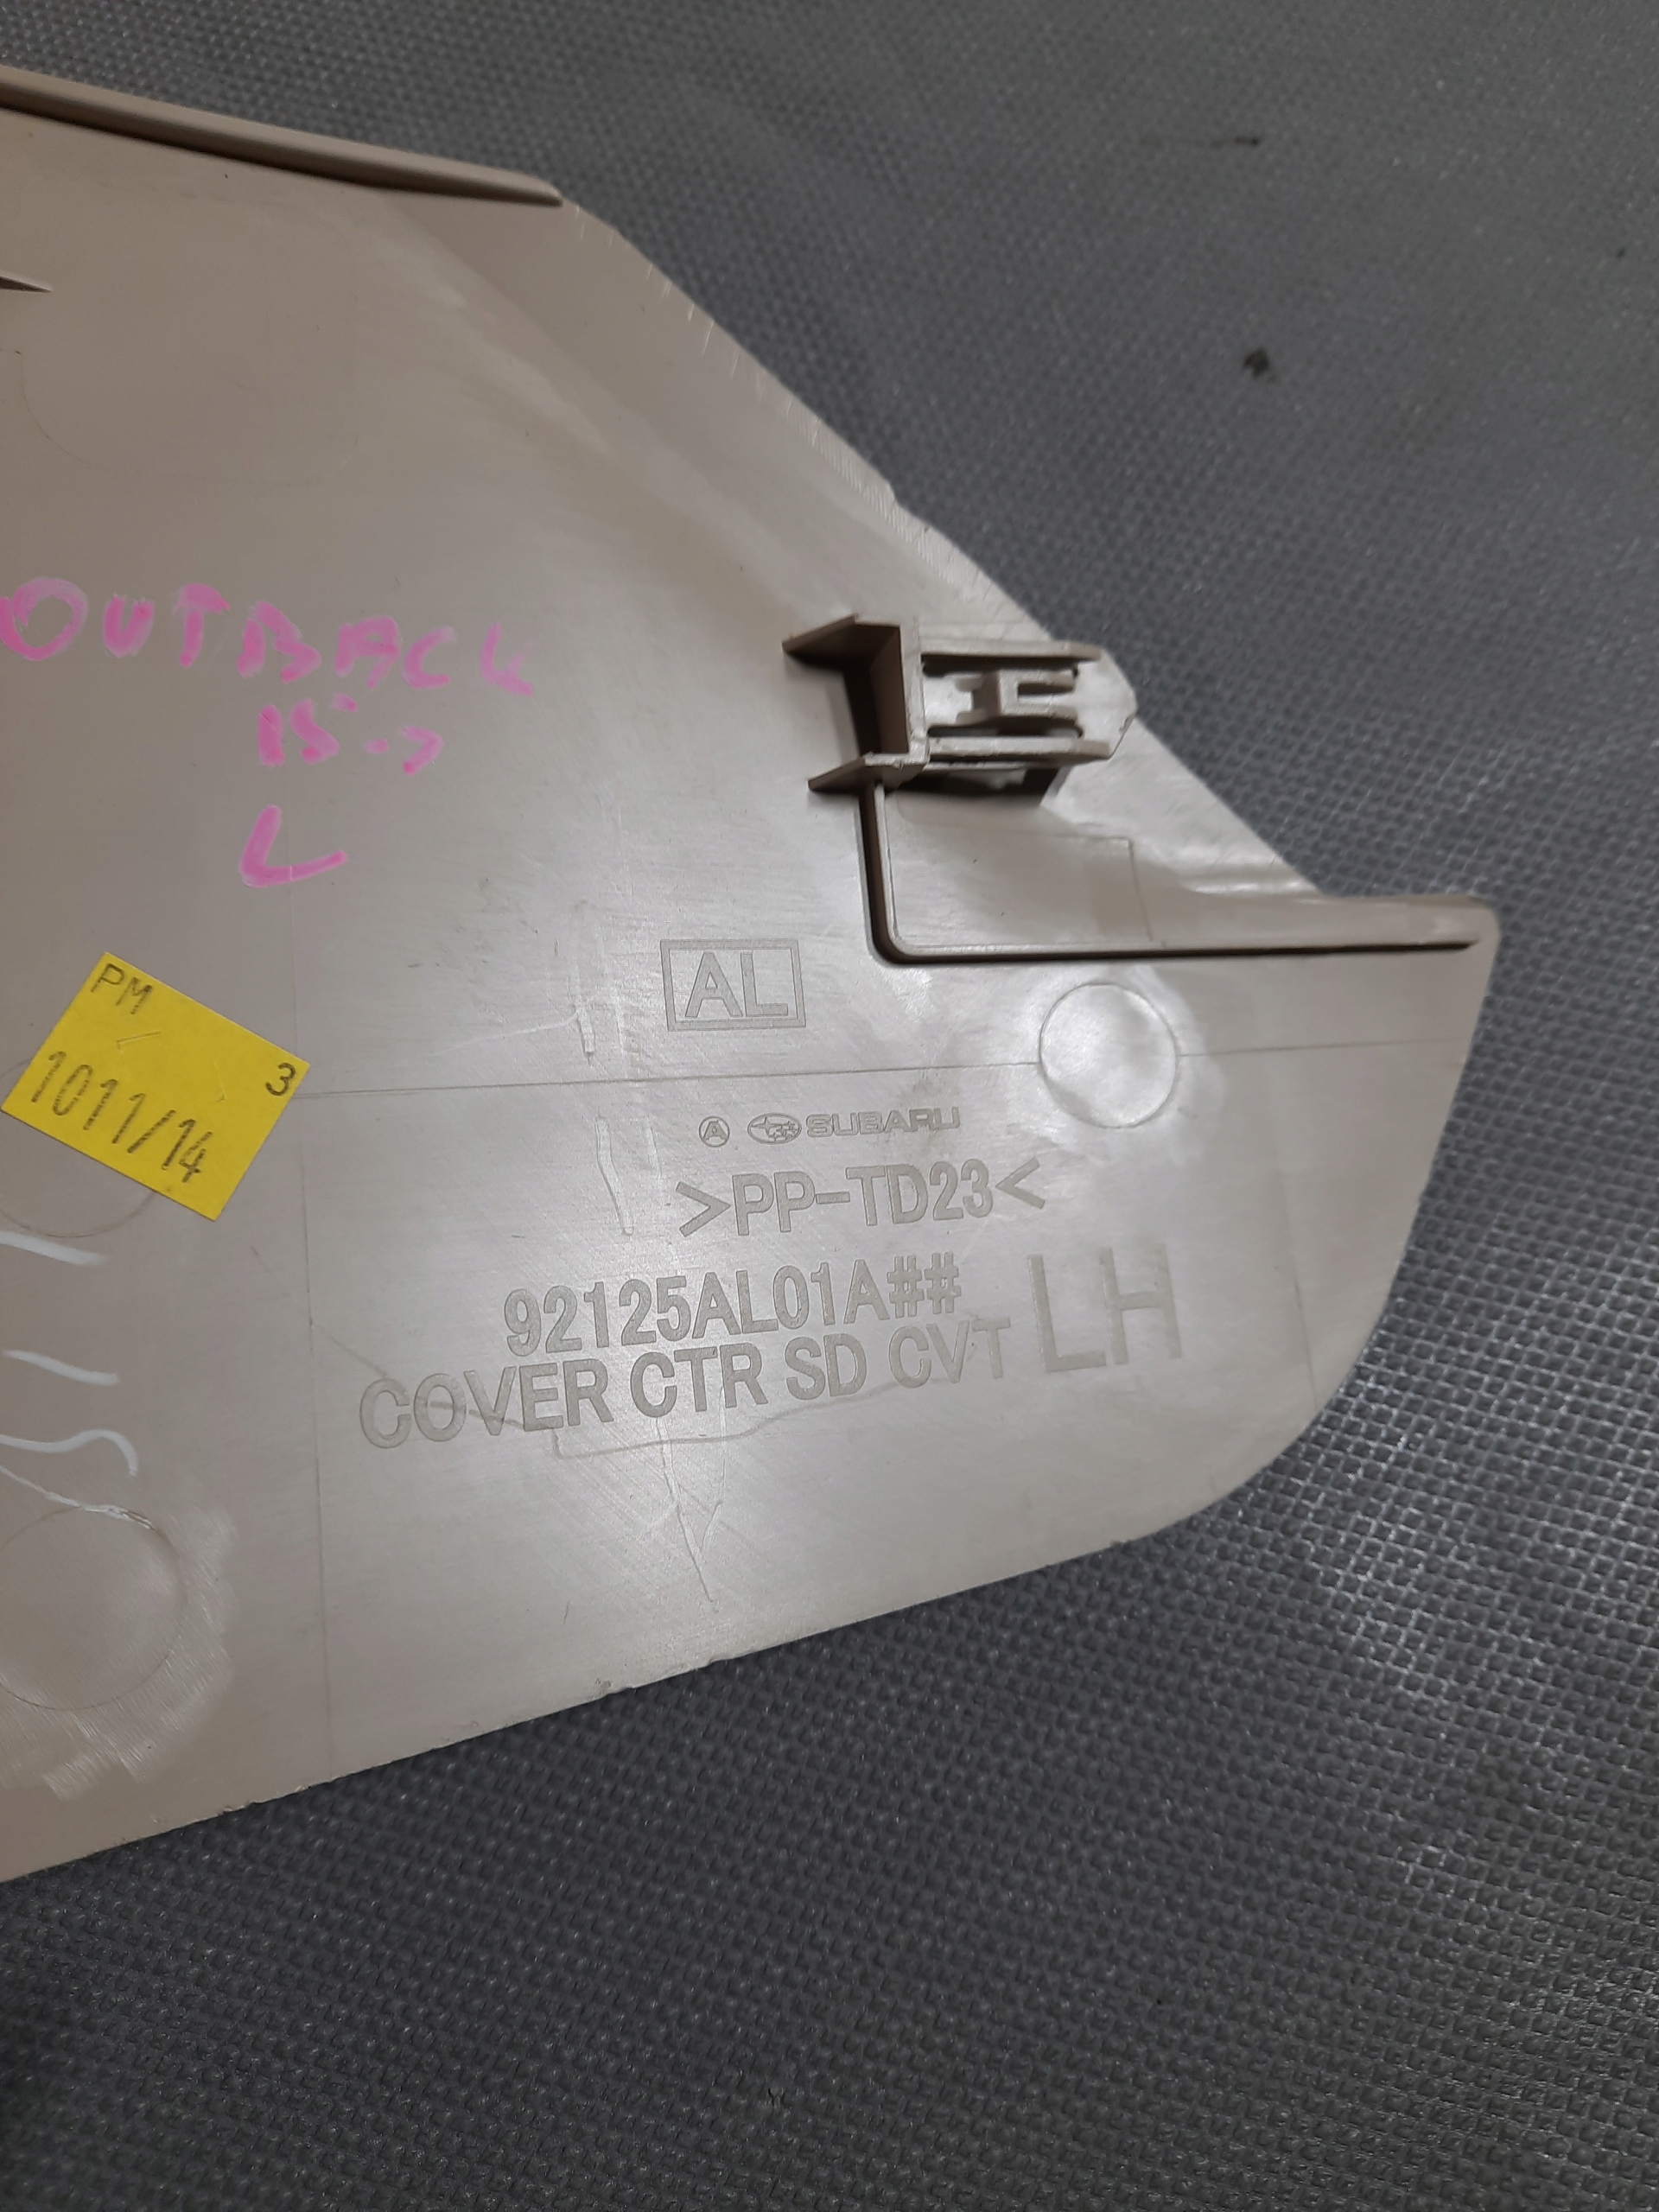 OUTBACK
15->
L
PM
3
1011/14
AL
A SUBARU
>PP-TD23<
92125AL01A##
COVER CTR SD CVT LH